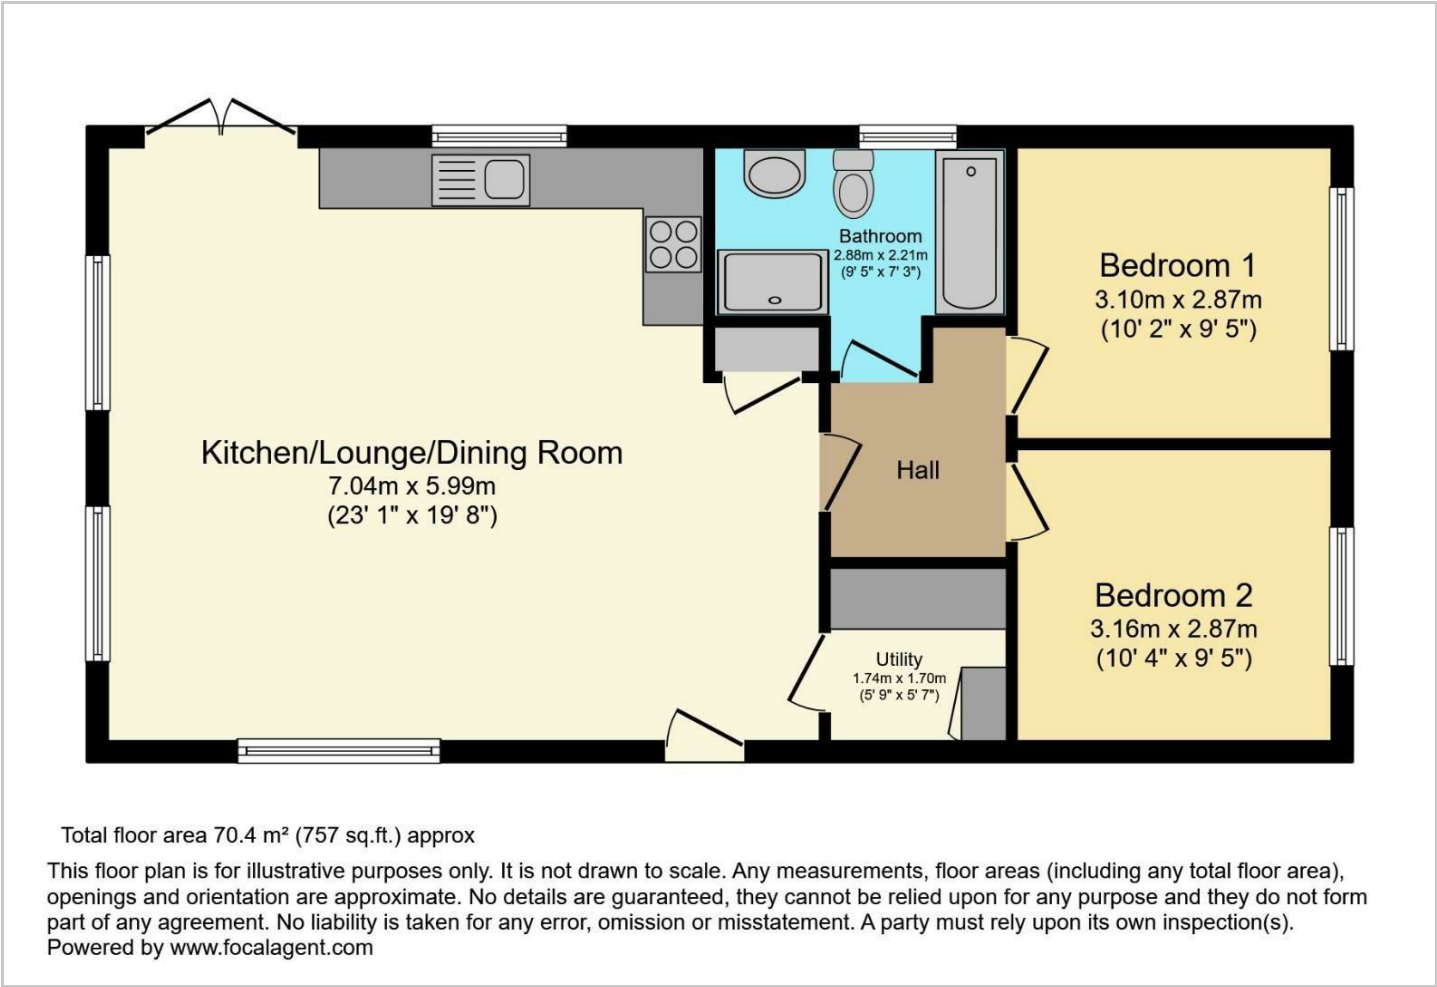 Bathroom
2.88m x 2.21m
(9' 5" x 7' 3")
Bedroom 1
3.10m x 2.87m
(10' 2" x 9' 5")
Kitchen/Lounge/Dining Room
7.04m x 5.99m
(23' 1" x 19' 8")
Hall
Bedroom 2
3.16m x 2.87m
(10' 4" x 9' 5")
Utility
1.74m x 1.70m
(5' 9" x 5' 7")
Total floor area 70.4 m² (757 sq.ft.) approx
This floor plan is for illustrative purposes only. It is not drawn to scale. Any measurements, floor areas (including any total floor area),
openings and orientation are approximate. No details are guaranteed, they cannot be relied upon for any purpose and they do not form
part of any agreement. No liability is taken for any error, omission or misstatement. A party must rely upon its own inspection(s).
Powered by www.focalagent.com